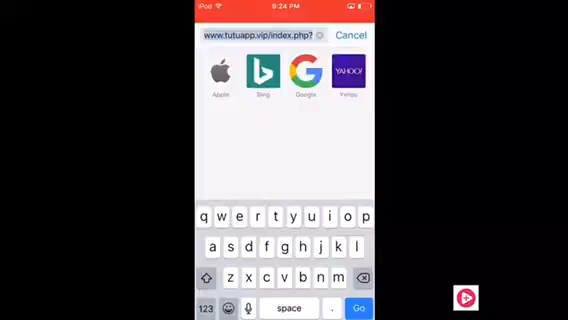 iPod 9:24 PM
www.tutuapp.vip/index.php? Cancel
Apple Bing Google Yahoo
YAHOO!
q w e r t y u i o p
a s d f g h j k l
z x c v b n m
123 space . Go